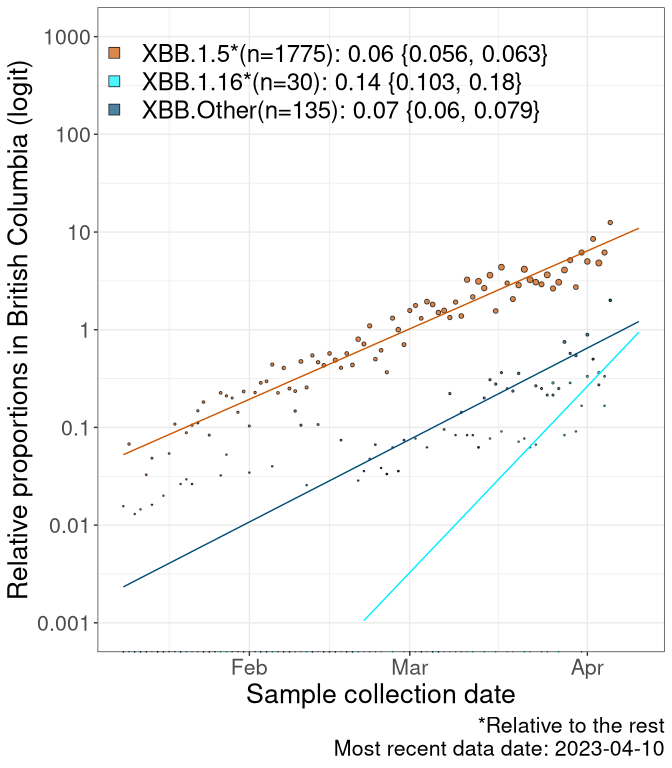 Relative proportions in British Columbia (logit)
1000
100
10
1
0.1
0.01
0.001
XBB.1.5*(n=1775): 0.06 {0.056, 0.063}
XBB.1.16*(n=30): 0.14 {0.103, 0.18}
XBB.Other(n=135): 0.07 {0.06, 0.079}
Feb Mar Apr
Sample collection date
*Relative to the rest
Most recent data date: 2023-04-10